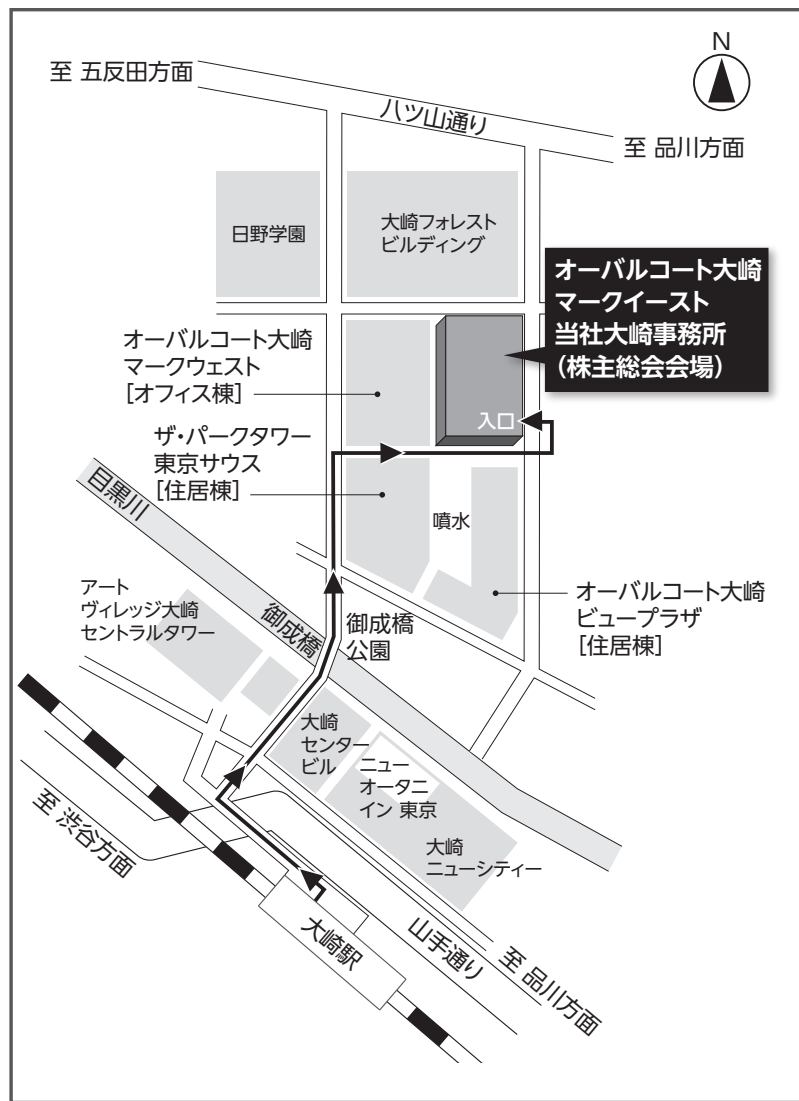 N
至 五反田方面
八ツ山通り
至 品川方面
日野学園
大崎フォレスト
ビルディング
オーバルコート大崎
マークイースト
当社大崎事務所
（株主総会会場）
オーバルコート大崎
マークウェスト
［オフィス棟］
入口
ザ・パークタワー
東京サウス
［住居棟］
目黒川
噴水
アート
ヴィレッジ大崎
セントラルタワー
御成橋
御成橋
公園
オーバルコート大崎
ビュープラザ
［住居棟］
大崎
センター
ビル
ニュー
オータニ
イン 東京
大崎
ニューシティー
至 渋谷方面
大崎駅
山手通り
至 品川方面